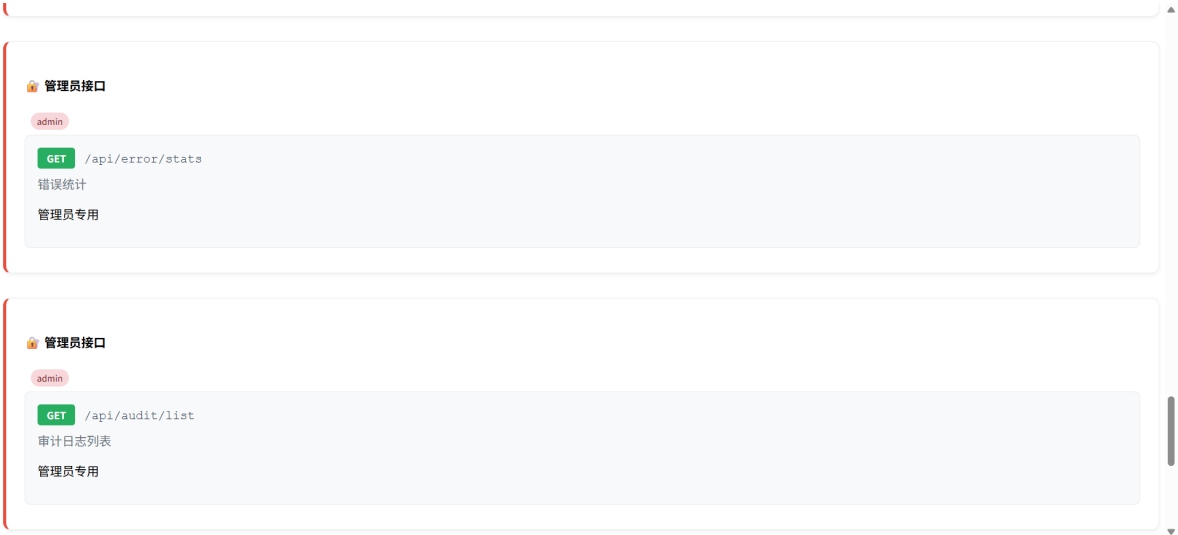 🔐 管理员接口
admin
GET /api/error/stats
错误统计
管理员专用
🔐 管理员接口
admin
GET /api/audit/list
审计日志列表
管理员专用